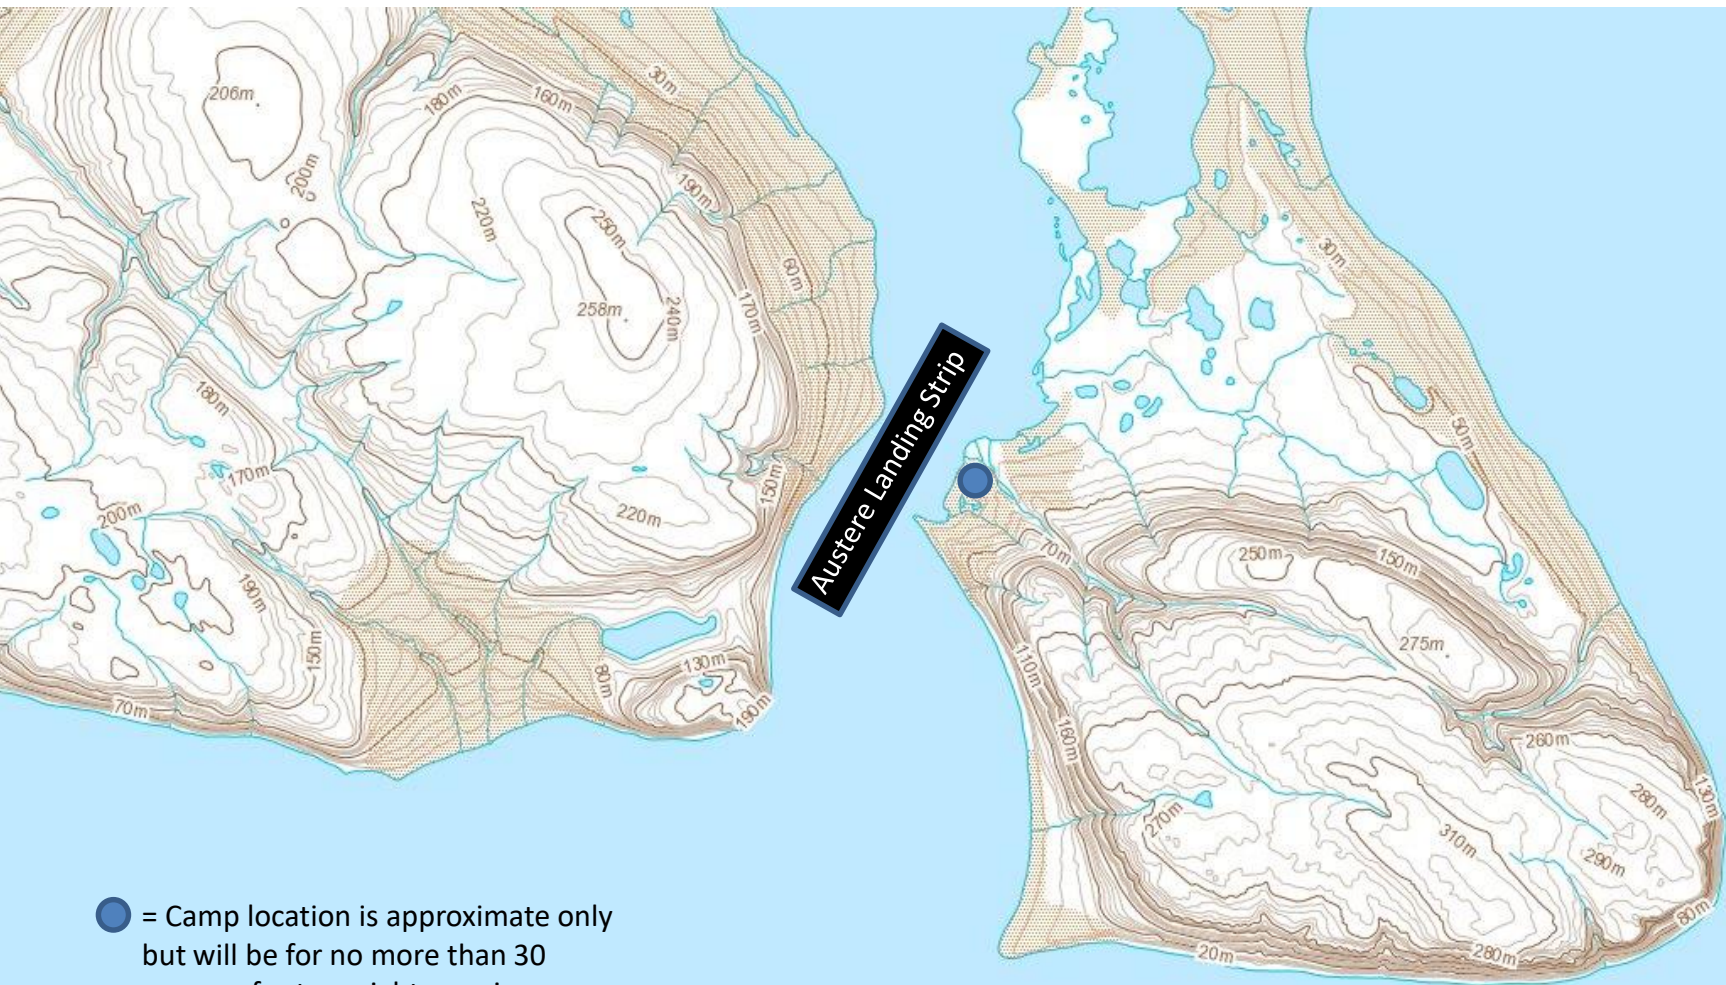 30m
206m
180m
160m
200m
190m
220m
250m
30m
60m
258m
240m
170m
Austere Landing Strip
180m
50m
170m
150m
200m
220m
70m
250m
150m
190m
150m
275m
130m
110m
80m
190m
70m
160m
260m
280m
130m
270m
310m
290m
80m
= Camp location is approximate only
but will be for no more than 30
20m
280m